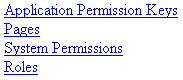 Application Permission Keys
Pages
System Permissions
Roles